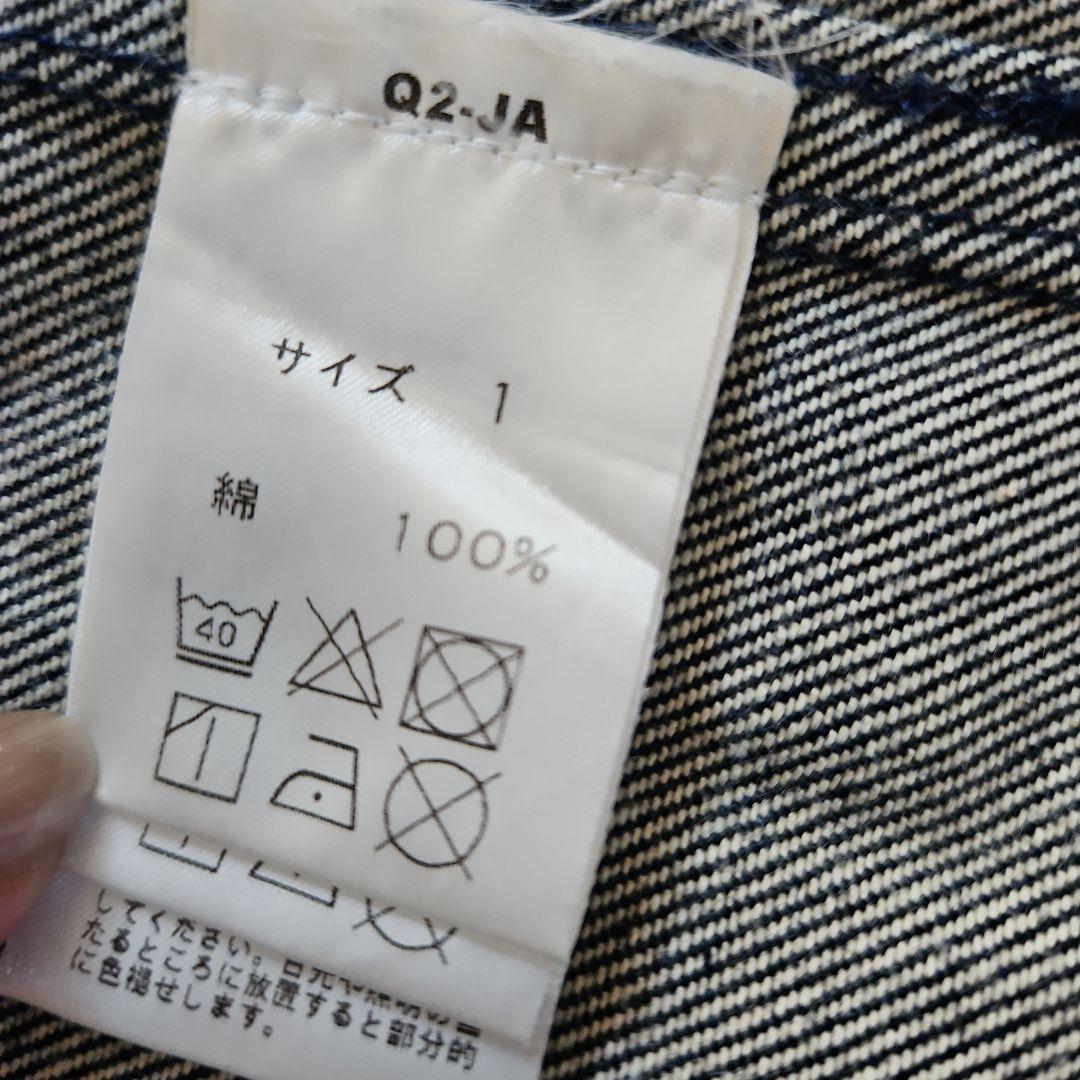 Q2-JA
サイズ 1
綿 100%
40
してください。日光や照明の当
たるところに放置すると部分的
に色褪せします。